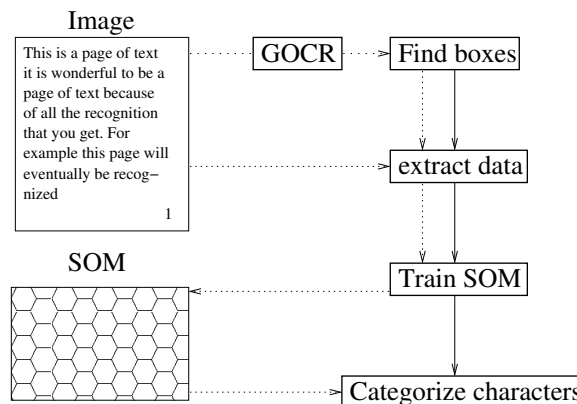 Image
This is a page of text
it is wonderful to be a
page of text because
of all the recognition
that you get. For
example this page will
eventually be recog–
nized
1
GOCR
Find boxes
extract data
SOM
Train SOM
Categorize characters